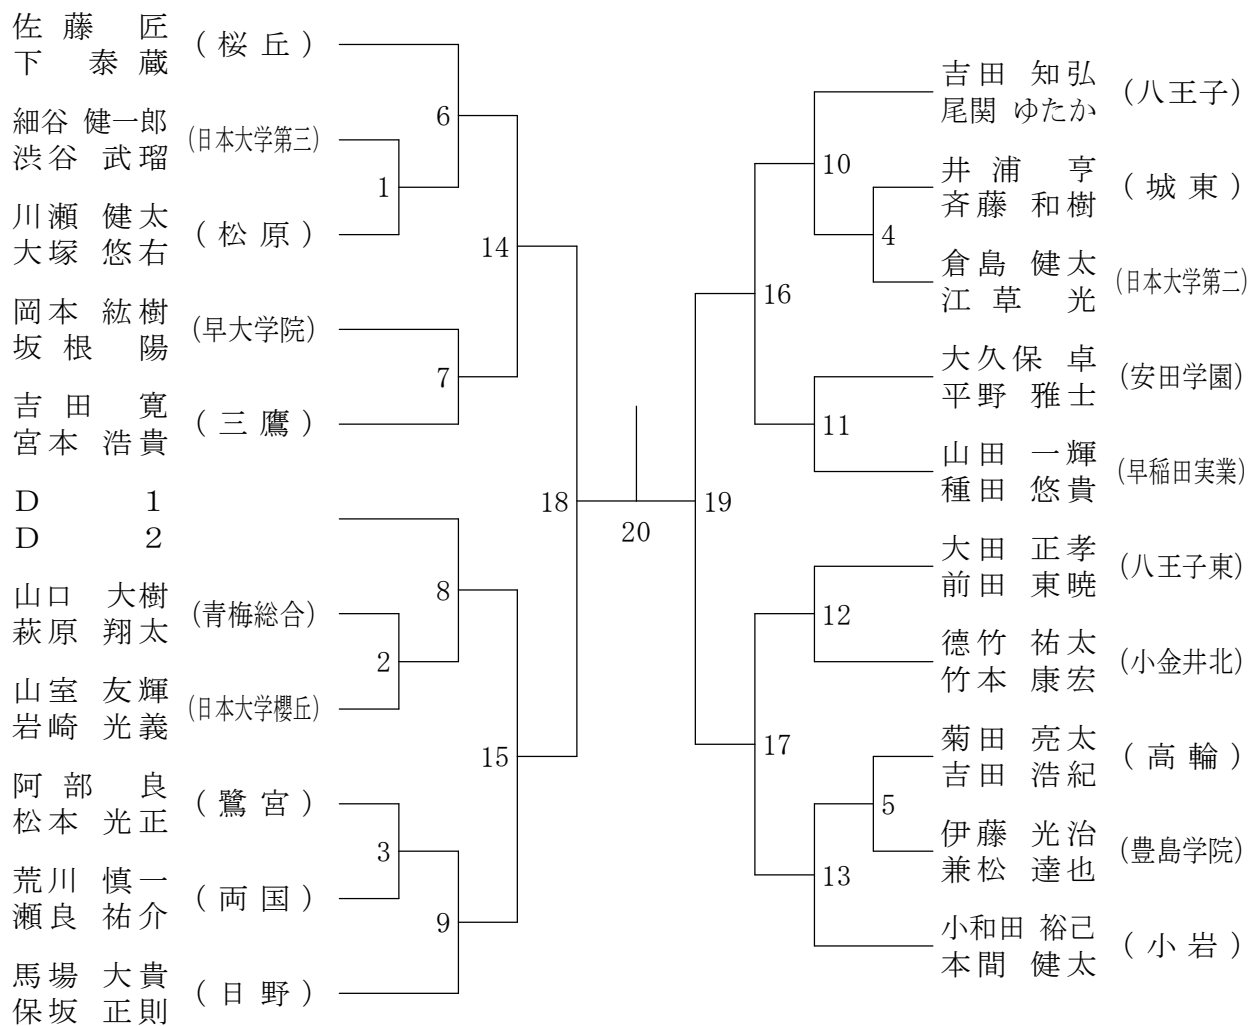 佐藤 匠
下 泰蔵
(桜丘)
細谷 健一郎
渋谷 武瑠
(日本大学第三)
川瀬 健太
大塚 悠右
(松原)
岡本 紘樹
坂根 陽
(早大学院)
吉田 寛
宮本 浩貴
(三鷹)
D 1
D 2
山口 大樹
萩原 翔太
(青梅総合)
山室 友輝
岩崎 光義
(日本大学櫻丘)
阿部 良
松本 光正
(鷺宮)
荒川 慎一
瀬良 祐介
(両国)
馬場 大貴
保坂 正則
(日野)
6
1
14
7
18
8
2
15
3
9
20
10
4
16
11
19
12
17
5
13
吉田 知弘
尾関 ゆたか
(八王子)
井浦 亨
斉藤 和樹
(城東)
倉島 健太
江草 光
(日本大学第二)
大久保 卓
平野 雅士
(安田学園)
山田 一輝
種田 悠貴
(早稲田実業)
大田 正孝
前田 東暁
(八王子東)
德竹 祐太
竹本 康宏
(小金井北)
菊田 亮太
吉田 浩紀
(高輪)
伊藤 光治
兼松 達也
(豊島学院)
小和田 裕己
本間 健太
(小岩)